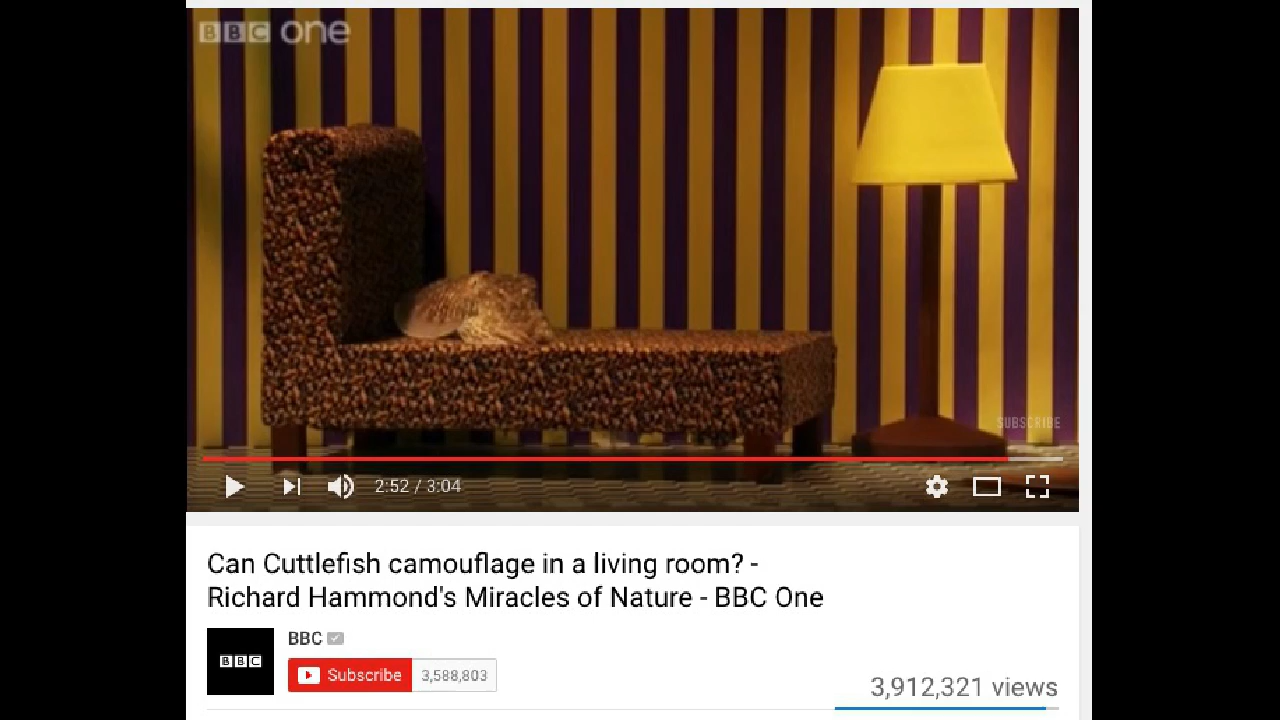 BBC one
SUBSCRIBE
2:52 / 3:04
Can Cuttlefish camouflage in a living room? -
Richard Hammond's Miracles of Nature - BBC One
BBC
BBC
Subscribe 3,588,803
3,912,321 views